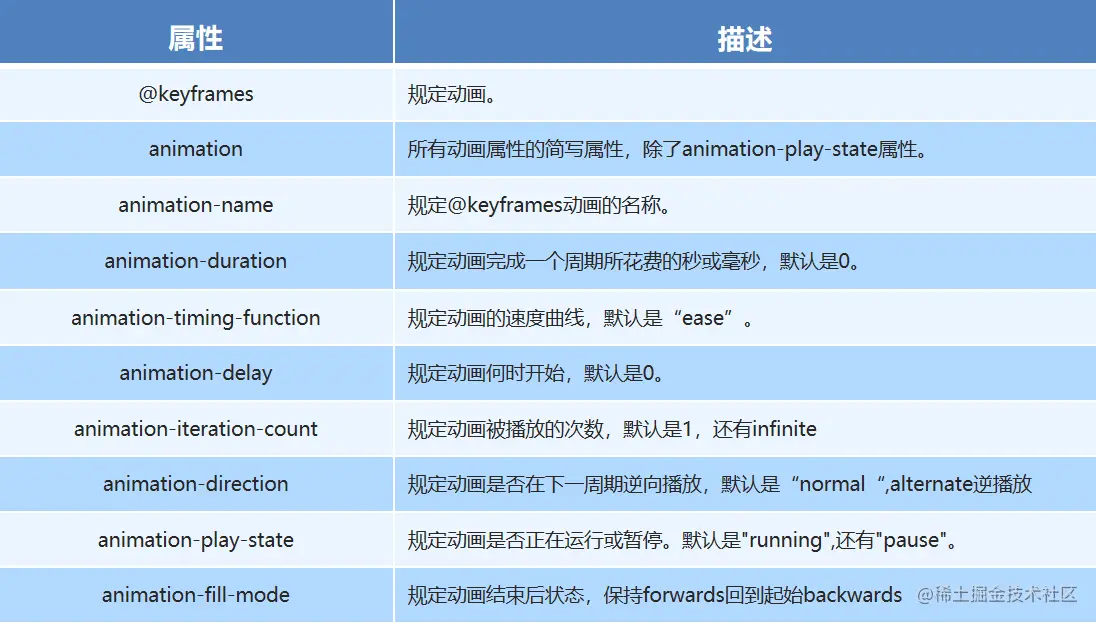 属性 描述
@keyframes 规定动画。
animation 所有动画属性的简写属性，除了animation-play-state属性。
animation-name 规定@keyframes动画的名称。
animation-duration 规定动画完成一个周期所花费的秒或毫秒，默认是0。
animation-timing-function 规定动画的速度曲线，默认是“ease”。
animation-delay 规定动画何时开始，默认是0。
animation-iteration-count 规定动画被播放的次数，默认是1，还有infinite
animation-direction 规定动画是否在下一周期逆向播放，默认是“normal“,alternate逆播放
animation-play-state 规定动画是否正在运行或暂停。默认是"running",还有"pause"。
animation-fill-mode 规定动画结束后状态，保持forwards回到起始backwards
@稀土掘金技术社区